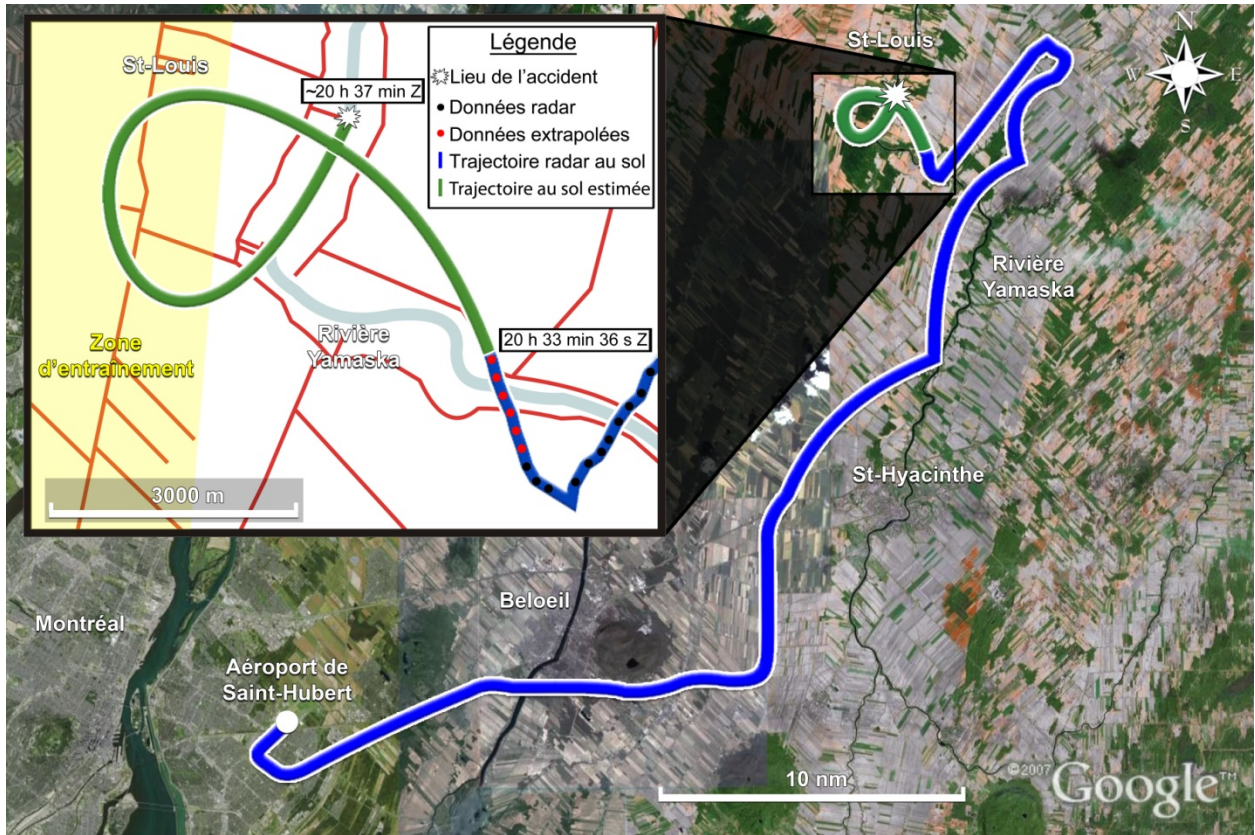 St-Louis
~20 h 37 min Z
Légende
Lieu de l'accident
Données radar
Données extrapolées
Trajectoire radar au sol
Trajectoire au sol estimée
Rivière
Yamaska
20 h 33 min 36 s Z
Zone
d'entraînement
3000 m
St-Louis
N
W
E
S
Rivière
Yamaska
St-Hyacinthe
Beloeil
Montréal
Aéroport de
Saint-Hubert
10 nm
©2007 Google™